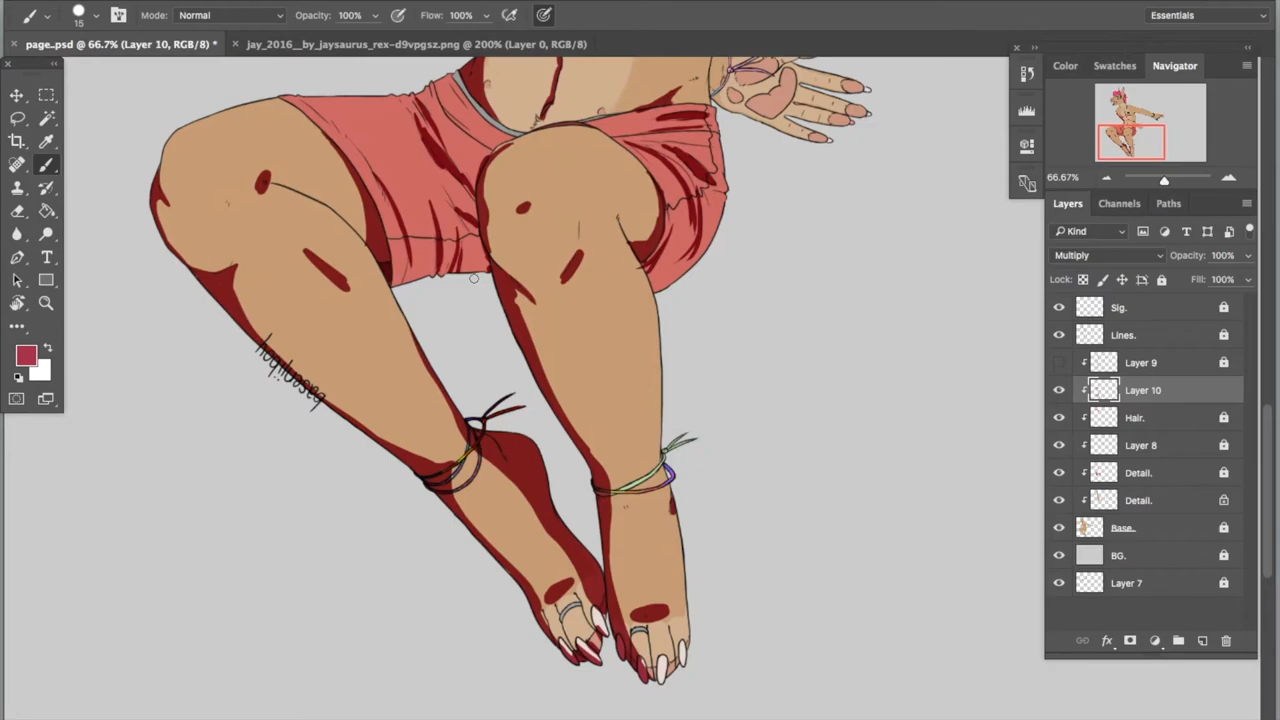 15
Mode:
Normal
Opacity:
100%
Flow:
100%
Essentials
page..psd @ 66.7% (Layer 10, RGB/8) *
jay_2016__by_jaysaurus_rex-d9vpgsz.png @ 200% (Layer 0, RGB/8)
Color
Swatches
Navigator
66.67%
Layers
Channels
Paths
Kind
Multiply
Opacity:
100%
Lock:
Fill:
100%
Sig.
Lines.
Layer 9
Layer 10
Hair.
Layer 8
Detail.
Detail.
Base..
BG.
Layer 7
fx